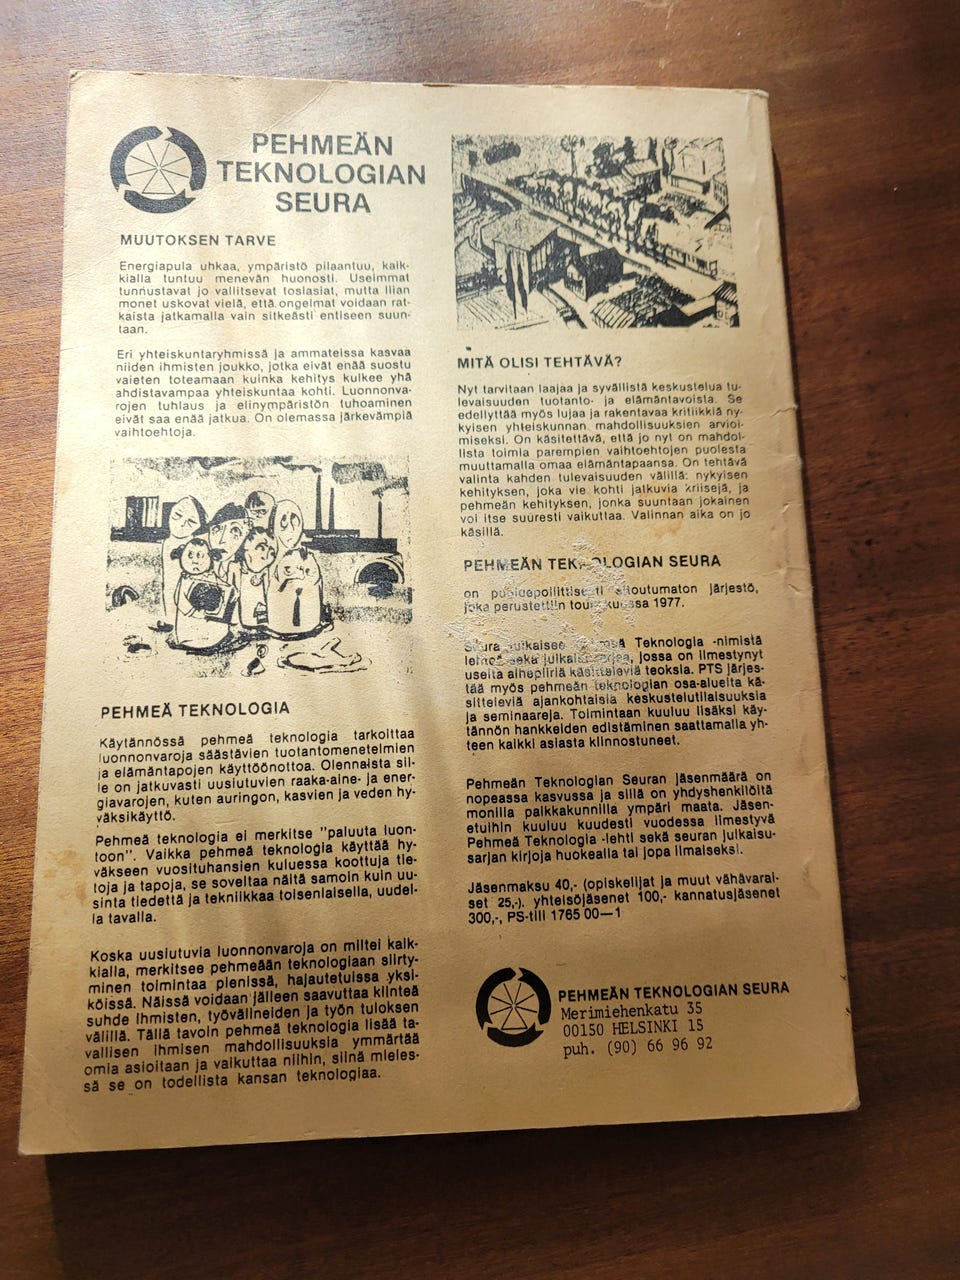 PEHMEÄN
TEKNOLOGIAN
SEURA
MUUTOKSEN TARVE
Energiapula uhkaa, ympäristö pilaantuu, kaik-
kialla tuntuu menevän huonosti. Useimmat
tunnustavat jo vallitsevat tosiasiat, mutta liian
monet uskovat vielä, että ongelmat voidaan rat-
kaista jatkamalla vain sitkeästi entiseen suun-
taan.
Eri yhteiskuntaryhmissä ja ammateissa kasvaa
niiden ihmisten joukko, jotka eivät enää suostu
vaieten toteamaan kuinka kehitys kulkee yhä
ahdistavampaa yhteiskuntaa kohti. Luonnonva-
rojen tuhlaus ja elinympäristön tuhoaminen
eivät saa enää jatkua. On olemassa järkevämpiä
vaihtoehtoja.
PEHMEÄ TEKNOLOGIA
Käytännössä pehmeä teknologia tarkoittaa
luonnonvaroja säästävien tuotantomenetelmien
ja elämäntapojen käyttöönottoa. Olennaista sil-
le on jatkuvasti uusiutuvien raaka-aine- ja ener-
giavarojen, kuten auringon, kasvien ja veden hy-
väksikäyttö.
Pehmeä teknologia ei merkitse "paluuta luon-
toon". Vaikka pehmeä teknologia käyttää hy-
väkseen vuosituhansien kuluessa koottuja tie-
toja ja tapoja, se soveltaa näitä samoin kuin uu-
sinta tiedettä ja tekniikkaa toisenlaisella, uudel-
la tavalla.
Koska uusiutuvia luonnonvaroja on miltei kaik-
kialla, merkitsee pehmeään teknologiaan siirty-
minen toimintaa pienissä, hajautetuissa yksi-
köissä. Näissä voidaan jälleen saavuttaa kiinteä
suhde ihmisten, työvälineiden ja työn tuloksen
välillä. Tällä tavoin pehmeä teknologia lisää ta-
vallisen ihmisen mahdollisuuksia ymmärtää
omia asioitaan ja vaikuttaa niihin, siinä mieles-
sä se on todellista kansan teknologiaa.
MITÄ OLISI TEHTÄVÄ?
Nyt tarvitaan laajaa ja syvällistä keskustelua tu-
levaisuuden tuotanto- ja elämäntavoista. Se
edellyttää myös lujaa ja rakentavaa kritiikkiä ny-
kyisen yhteiskunnan mahdollisuuksien arvioi-
miseksi. On käsitettävä, että jo nyt on mahdol-
lista toimia parempien vaihtoehtojen puolesta
muuttamalla omaa elämäntapaansa. On tehtävä
valinta kahden tulevaisuuden välillä: nykyisen
kehityksen, joka vie kohti jatkuvia kriisejä, ja
pehmeän kehityksen, jonka suuntaan jokainen
voi itse suuresti vaikuttaa. Valinnan aika on jo
käsillä.
PEHMEÄN TEKNOLOGIAN SEURA
on puoluepoliittisesti sitoutumaton järjestö,
joka perustettiin toukokuussa 1977.
Seura julkaisee Pehmeä Teknologia -nimistä
lehteä sekä julkaisusarjaa, jossa on ilmestynyt
useita aihepiiriä käsitteleviä teoksia. PTS järjes-
tää myös pehmeän teknologian osa-alueita kä-
sitteleviä ajankohtaisia keskustelutilaisuuksia
ja seminaareja. Toimintaan kuuluu lisäksi käy-
tännön hankkeiden edistäminen saattamalla yh-
teen kaikki asiasta kiinnostuneet.
Pehmeän Teknologian Seuran jäsenmäärä on
nopeassa kasvussa ja sillä on yhdyshenkilöitä
monilla paikkakunnilla ympäri maata. Jäsen-
etuihin kuuluu kuudesti vuodessa ilmestyvä
Pehmeä Teknologia -lehti sekä seuran julkaisu-
sarjan kirjoja huokealla tai jopa ilmaiseksi.
Jäsenmaksu 40,- (opiskelijat ja muut vähävarai-
set 25,-). yhteisöjäsenet 100,- kannatusjäsenet
300,-, PS-tili 1765 00—1
PEHMEÄN TEKNOLOGIAN SEURA
Merimiehenkatu 35
00150 HELSINKI 15
puh. (90) 66 96 92